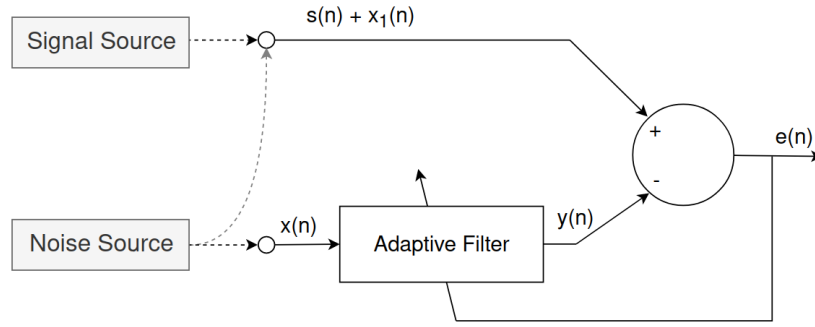 s(n) + x₁(n)
Signal Source
+
e(n)
-
y(n)
x(n)
Noise Source
Adaptive Filter